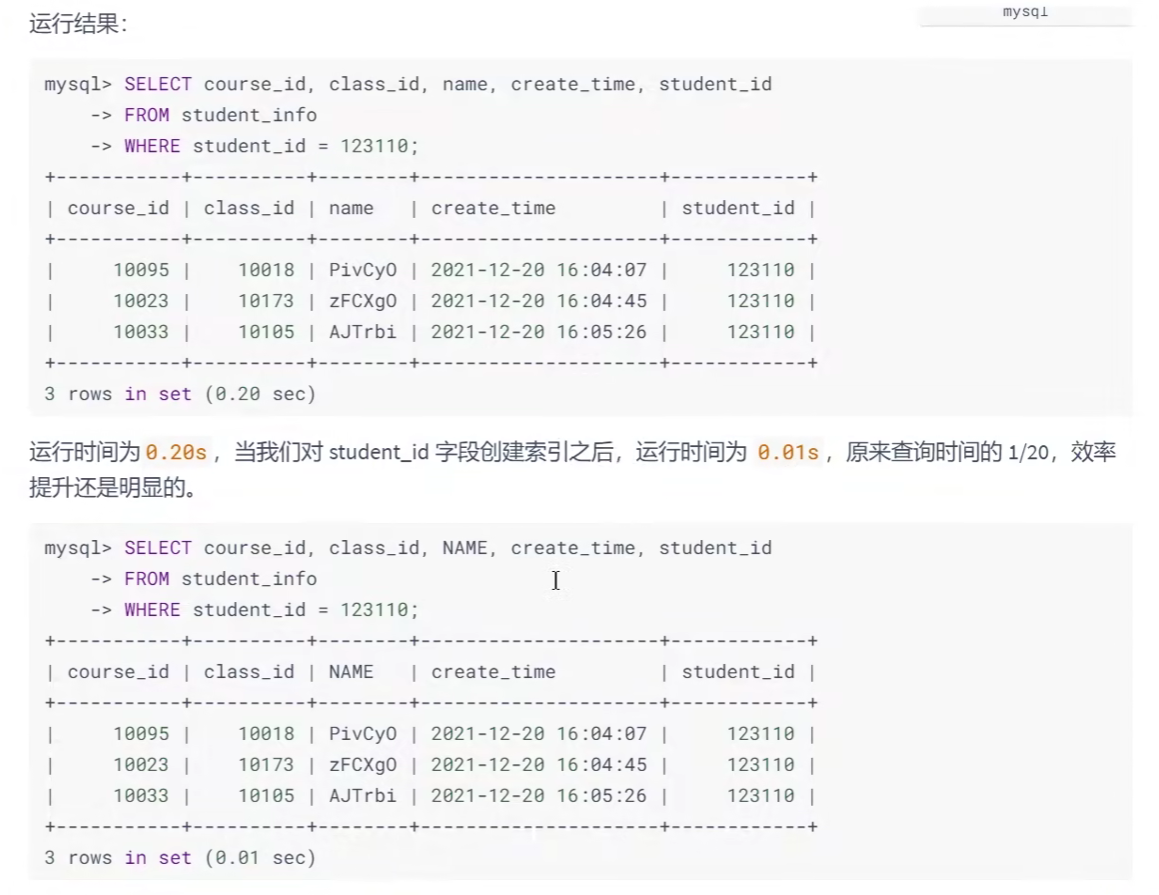 mysql
运行结果：
mysql> SELECT course_id, class_id, name, create_time, student_id
    -> FROM student_info
    -> WHERE student_id = 123110;
+-----------+----------+--------+---------------------+------------+
| course_id | class_id | name   | create_time         | student_id |
+-----------+----------+--------+---------------------+------------+
|     10095 |    10018 | PivCyO | 2021-12-20 16:04:07 |     123110 |
|     10023 |    10173 | zFCXgO | 2021-12-20 16:04:45 |     123110 |
|     10033 |    10105 | AJTrbi | 2021-12-20 16:05:26 |     123110 |
+-----------+----------+--------+---------------------+------------+
3 rows in set (0.20 sec)
运行时间为 0.20s ，当我们对 student_id 字段创建索引之后，运行时间为 0.01s ，原来查询时间的 1/20，效率
提升还是明显的。
mysql> SELECT course_id, class_id, NAME, create_time, student_id
    -> FROM student_info
    -> WHERE student_id = 123110;
+-----------+----------+--------+---------------------+------------+
| course_id | class_id | NAME   | create_time         | student_id |
+-----------+----------+--------+---------------------+------------+
|     10095 |    10018 | PivCyO | 2021-12-20 16:04:07 |     123110 |
|     10023 |    10173 | zFCXgO | 2021-12-20 16:04:45 |     123110 |
|     10033 |    10105 | AJTrbi | 2021-12-20 16:05:26 |     123110 |
+-----------+----------+--------+---------------------+------------+
3 rows in set (0.01 sec)